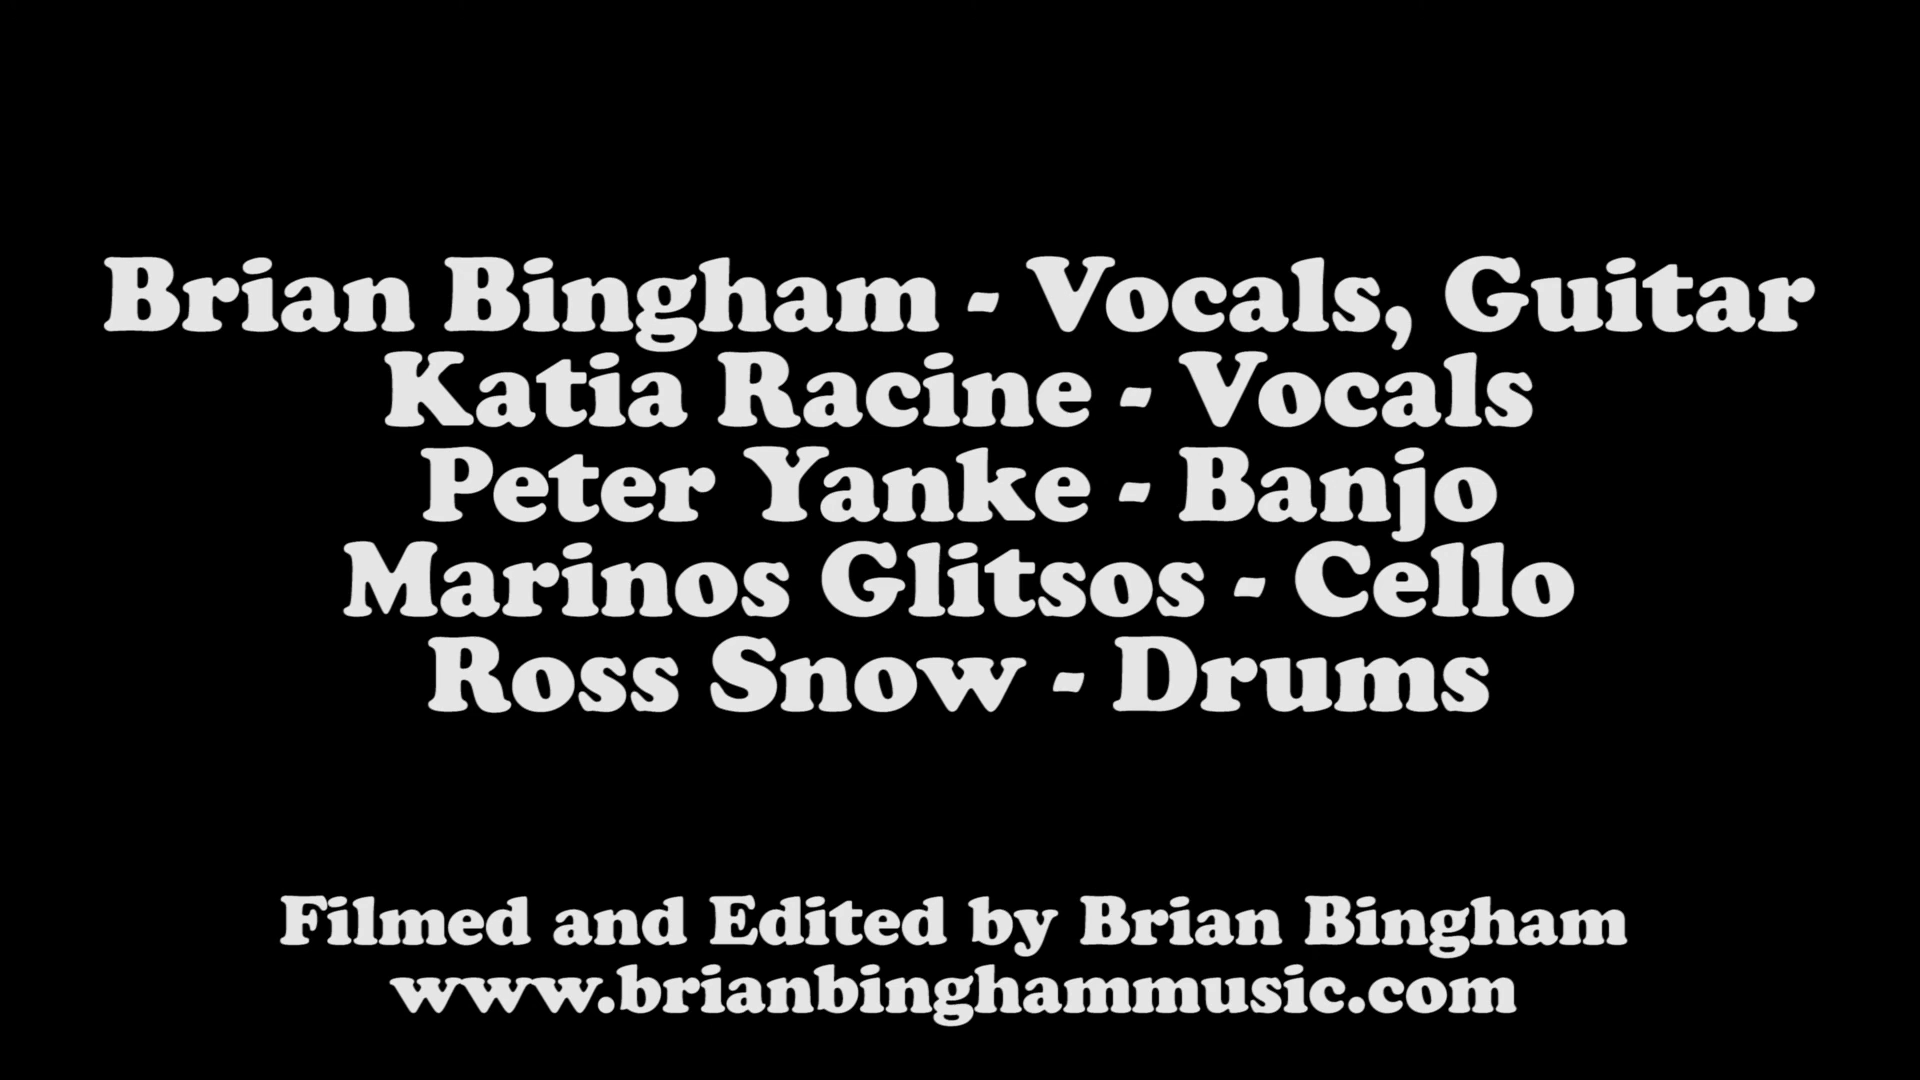 Brian Bingham - Vocals, Guitar
Katia Racine - Vocals
Peter Yanke - Banjo
Marinos Glitsos - Cello
Ross Snow - Drums
Filmed and Edited by Brian Bingham
www.brianbinghammusic.com